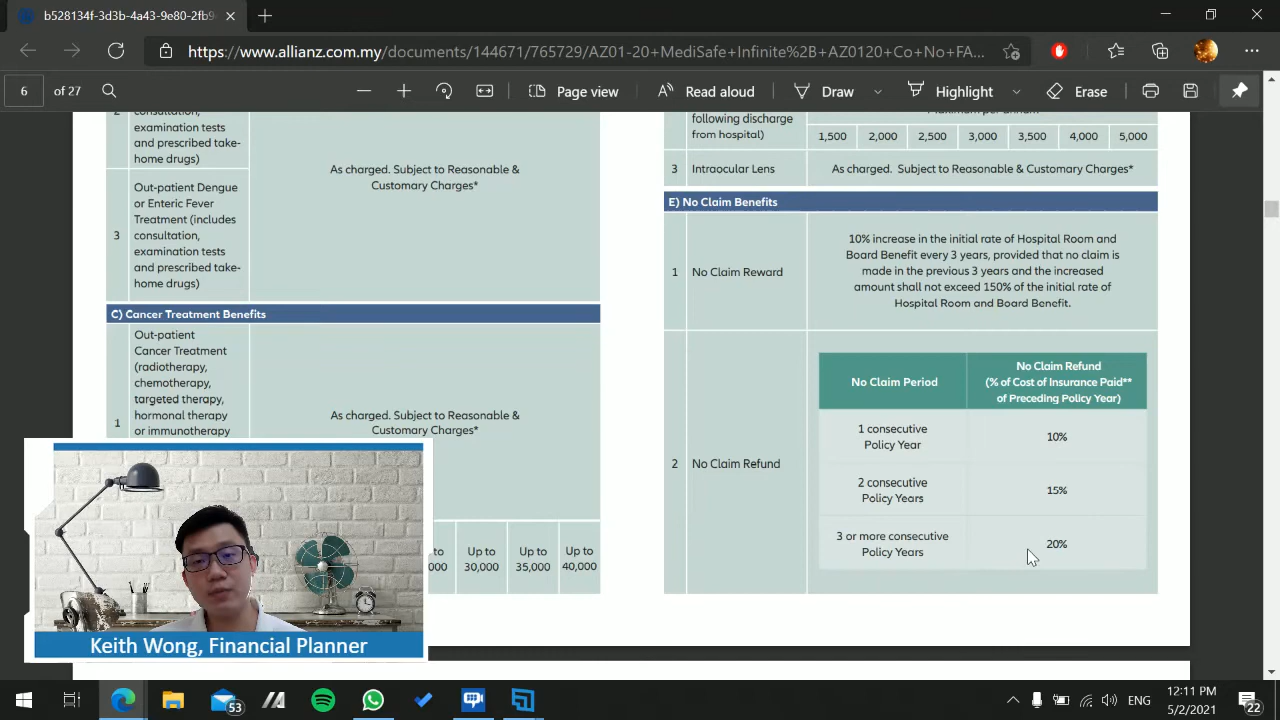 b528134f-3d3b-4a43-9e80-2fb9
https://www.allianz.com.my/documents/144671/765729/AZ01-20+MediSafe+Infinite%2B+AZ0120+Co+No+FA...
6
of 27
Page view
Read aloud
Draw
Highlight
Erase
2
consultation,
examination tests
and prescribed take-
home drugs)
3
Out-patient Dengue
or Enteric Fever
Treatment (includes
consultation,
examination tests
and prescribed take-
home drugs)
As charged. Subject to Reasonable &
Customary Charges*
C) Cancer Treatment Benefits
1
Out-patient
Cancer Treatment
(radiotherapy,
chemotherapy,
targeted therapy,
hormonal therapy
or immunotherapy
As charged. Subject to Reasonable &
Customary Charges*
to
000
Up to
30,000
Up to
35,000
Up to
40,000
following discharge
from hospital)
Maximum per annum
1,500
2,000
2,500
3,000
3,500
4,000
5,000
3
Intraocular Lens
As charged. Subject to Reasonable & Customary Charges*
E) No Claim Benefits
1
No Claim Reward
10% increase in the initial rate of Hospital Room and
Board Benefit every 3 years, provided that no claim is
made in the previous 3 years and the increased
amount shall not exceed 150% of the initial rate of
Hospital Room and Board Benefit.
2
No Claim Refund
No Claim Period
No Claim Refund
(% of Cost of Insurance Paid**
of Preceding Policy Year)
1 consecutive
Policy Year
10%
2 consecutive
Policy Years
15%
3 or more consecutive
Policy Years
20%
Keith Wong, Financial Planner
53
ENG
12:11 PM
5/2/2021
22